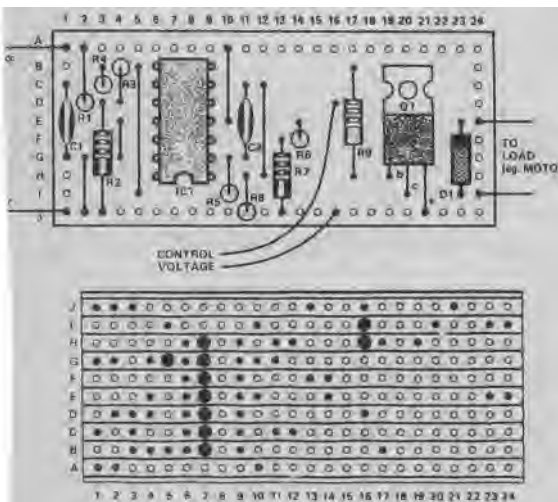 1 2 3 4 5 6 7 8 9 10 11 12 13 14 15 16 17 18 19 20 21 22 23 24
A
B
C
D
E
F
G
H
I
J
R4
R3
R1
C1
R2
IC1
C2
R5
R8
R6
R7
R9
Q1
b
c
e
D1
TO
LOAD
(eg. MOTO
CONTROL
VOLTAGE
J
I
H
G
F
E
D
C
B
A
1 2 3 4 5 6 7 8 9 10 11 12 13 14 15 16 17 18 19 20 21 22 23 24